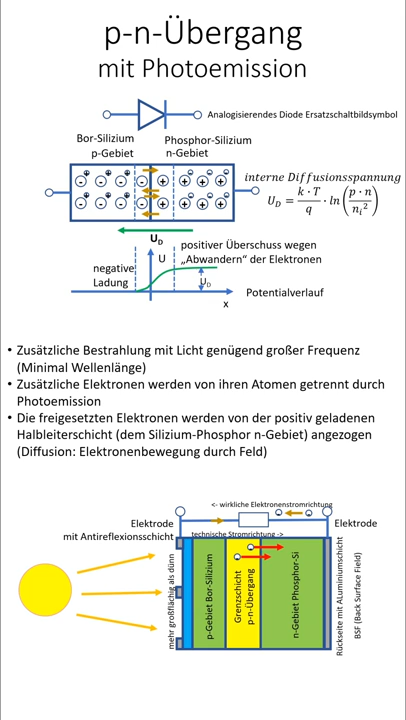 p-n-Übergang
mit Photoemission
Analogisierendes Diode Ersatzschaltbildsymbol
Bor-Silizium
p-Gebiet
Phosphor-Silizium
n-Gebiet
interne Diffusionsspannung
U_D = k · T / q · ln (p · n / n_i²)
U_D
positiver Überschuss wegen
„Abwandern“ der Elektronen
negative
Ladung
U
U_D
x
Potentialverlauf
• Zusätzliche Bestrahlung mit Licht genügend großer Frequenz
(Minimal Wellenlänge)
• Zusätzliche Elektronen werden von ihren Atomen getrennt durch
Photoemission
• Die freigesetzten Elektronen werden von der positiv geladenen
Halbleiterschicht (dem Silizium-Phosphor n-Gebiet) angezogen
(Diffusion: Elektronenbewegung durch Feld)
<- wirkliche Elektronenstromrichtung
Elektrode
mit Antireflexionsschicht
technische Stromrichtung ->
Elektrode
mehr großflächig als dünn
p-Gebiet Bor-Silizium
Grenzschicht
p-n-Übergang
n-Gebiet Phosphor-Si
Rückseite mit ALuminiumschicht
BSF (Back Surface Field)